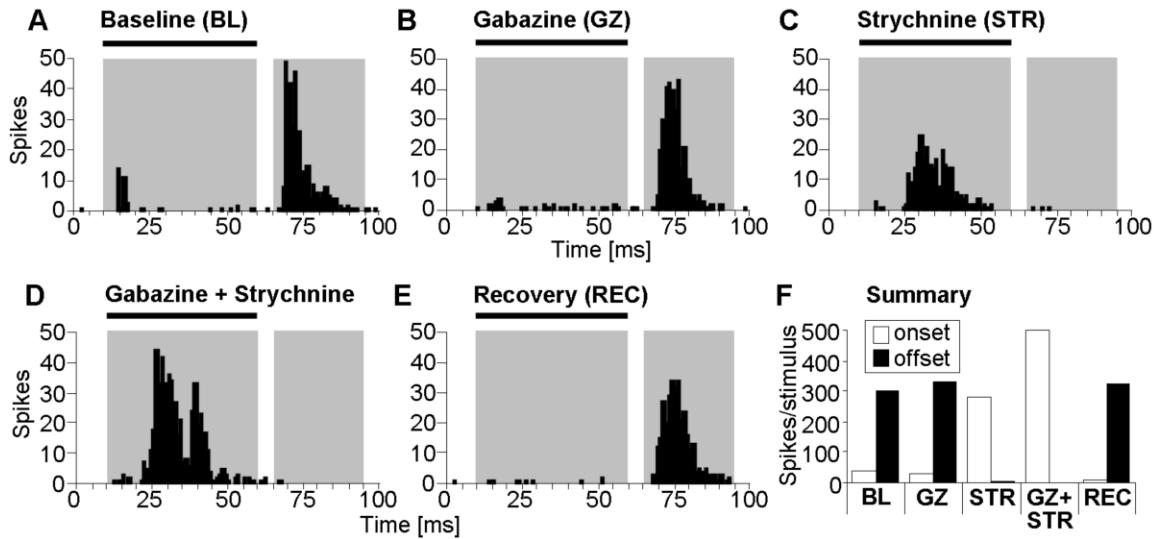 A Baseline (BL)
50
40
30
20
10
0
Spikes
0 25 50 75 100
B Gabazine (GZ)
50
40
30
20
10
0
0 25 50 75 100
Time [ms]
C Strychnine (STR)
50
40
30
20
10
0
0 25 50 75 100
D Gabazine + Strychnine
50
40
30
20
10
0
Spikes
0 25 50 75 100
Time [ms]
E Recovery (REC)
50
40
30
20
10
0
0 25 50 75 100
F Summary
500
400
300
200
100
0
Spikes/stimulus
onset
offset
BL GZ STR GZ+ REC
STR